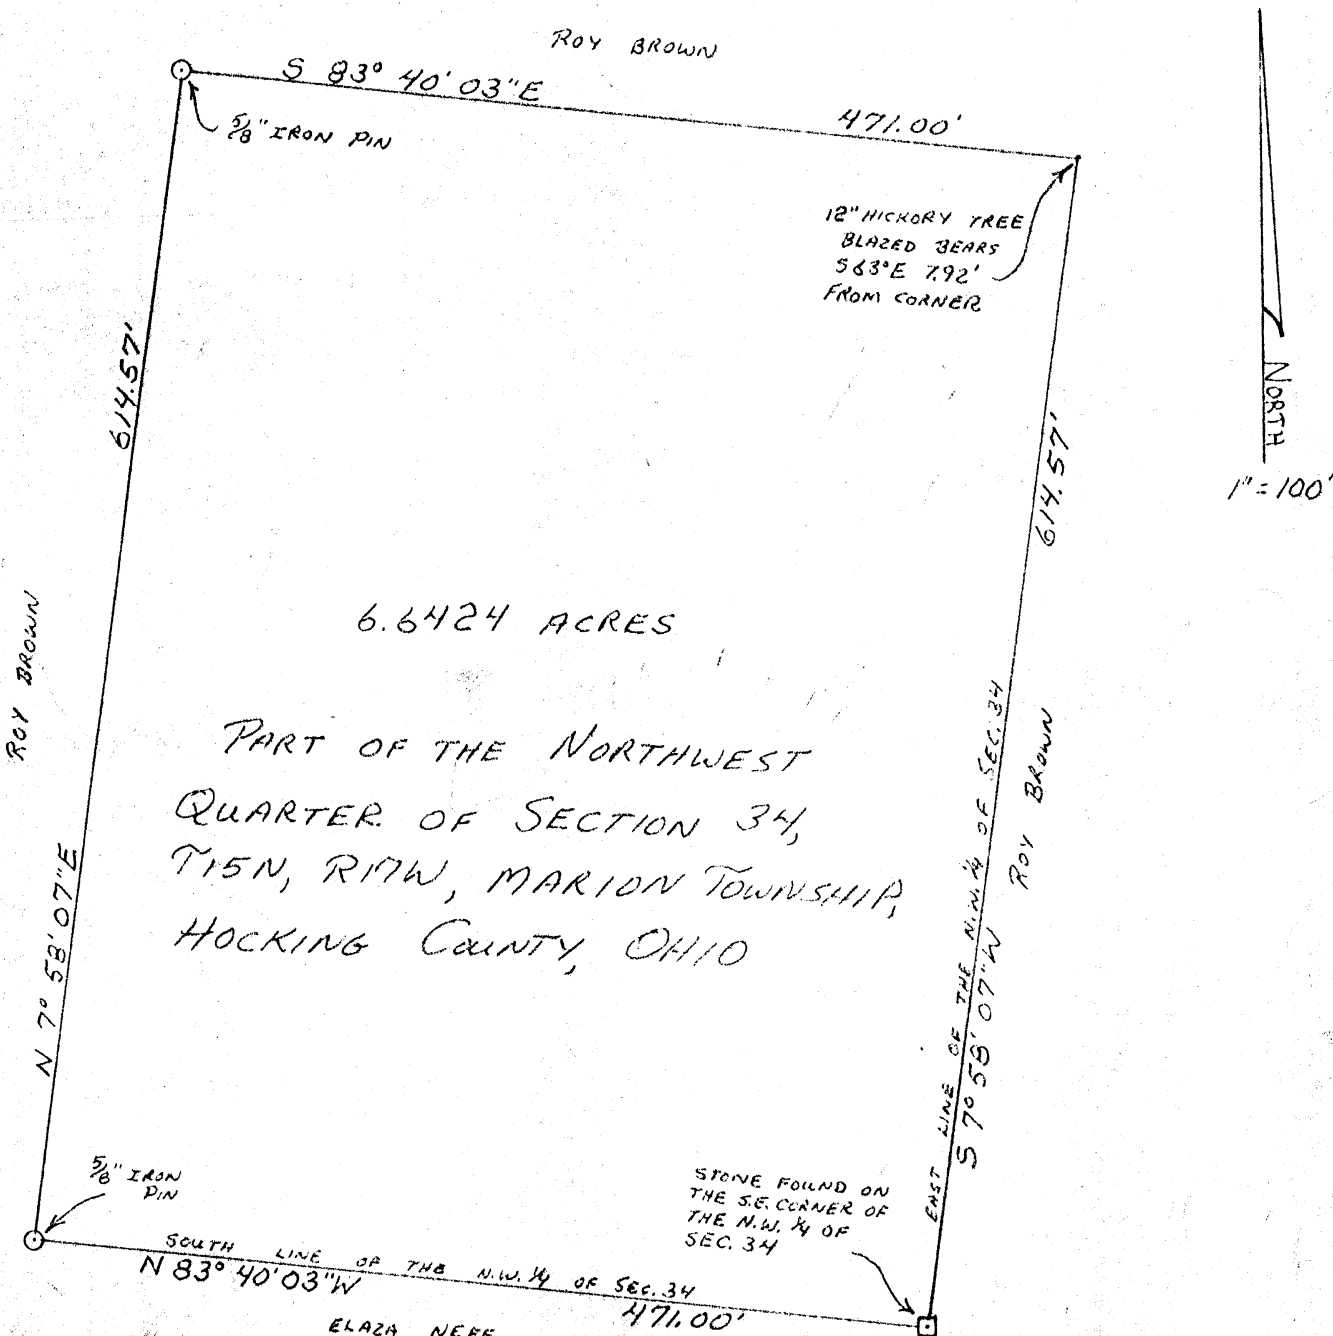 ROY BROWN
S 83° 40' 03" E
471.00'
5/8" IRON PIN
12" HICKORY TREE
BLAZED BEARS
S63°E 7.92'
FROM CORNER
NORTH
1" = 100'
614.57'
614.57'
ROY BROWN
6.6424 ACRES
PART OF THE NORTHWEST
QUARTER OF SECTION 34,
T15N, R17W, MARION TOWNSHIP,
HOCKING COUNTY, OHIO
N 7° 58' 07" E
EAST LINE OF THE N.W. 1/4 OF SEC. 34
S 7° 58' 07" W
ROY BROWN
5/8" IRON
PIN
STONE FOUND ON
THE S.E. CORNER OF
THE N.W. 1/4 OF
SEC. 34
SOUTH LINE OF THE N.W. 1/4 OF SEC. 34
N 83° 40' 03" W
471.00'
ELAZA NEFF